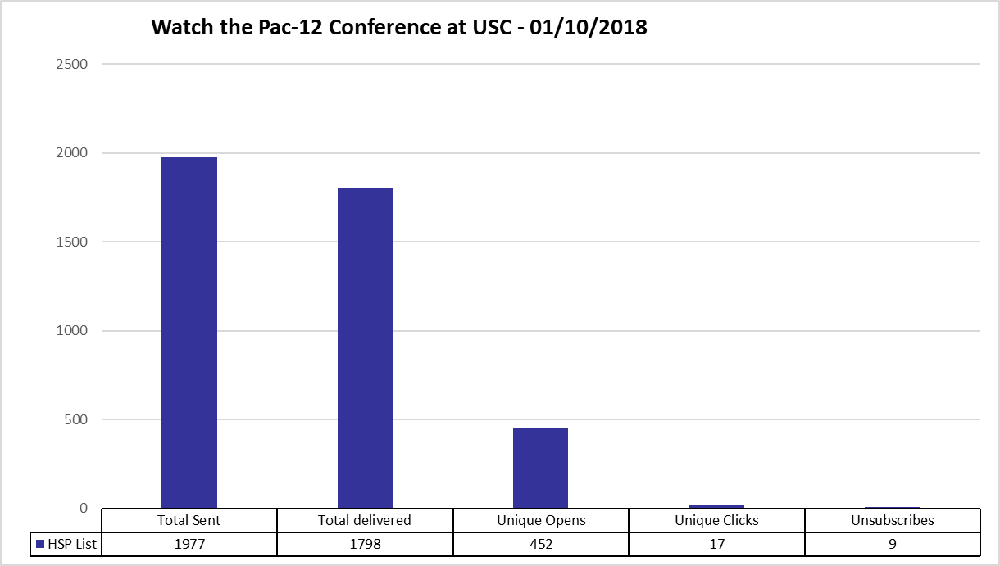 Watch the Pac-12 Conference at USC - 01/10/2018
2500
2000
1500
1000
500
0
Total Sent Total delivered Unique Opens Unique Clicks Unsubscribes
HSP List 1977 1798 452 17 9